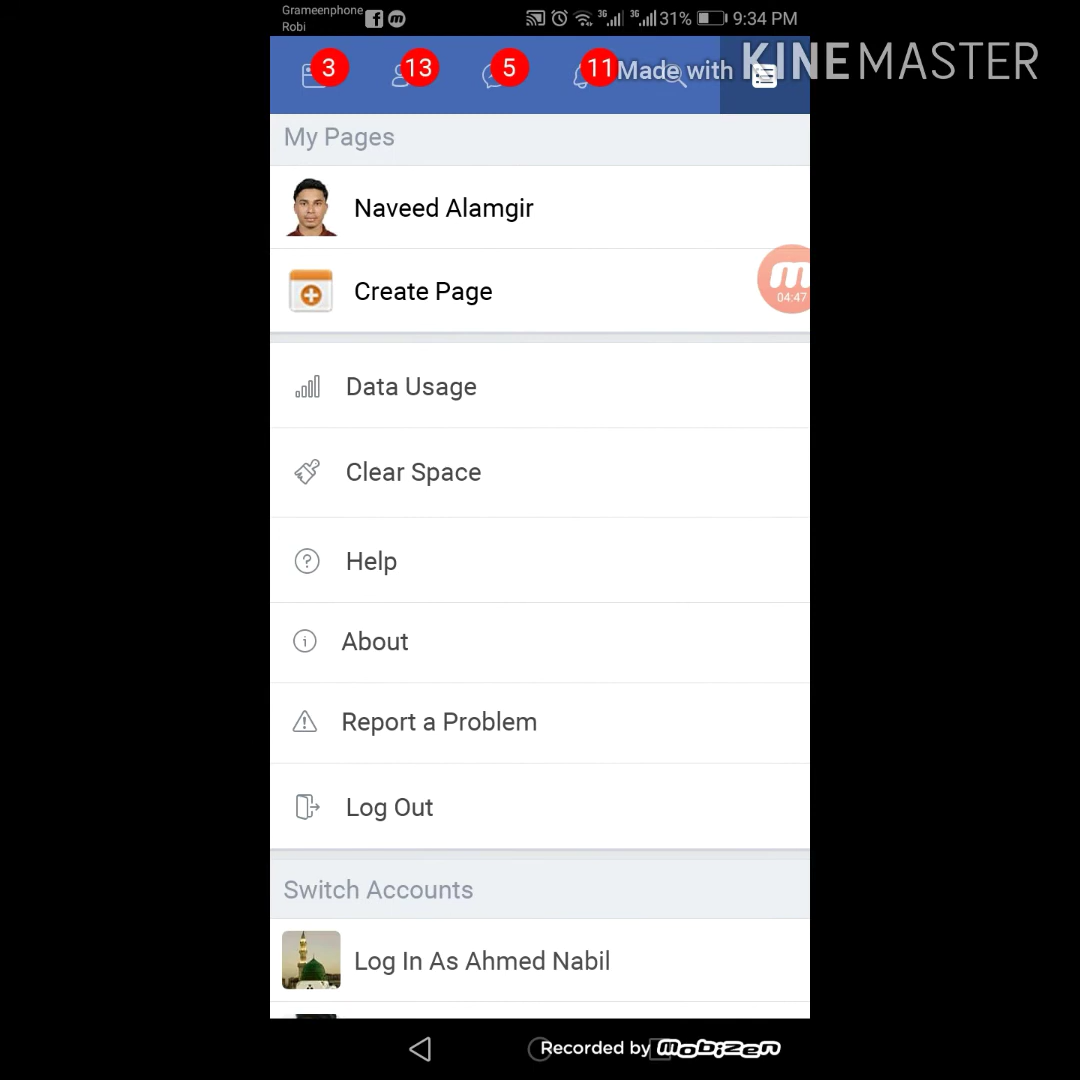 Grameenphone
Robi
3G 3G 31% 9:34 PM
3 13 5 11
Made with KINEMASTER
My Pages
Naveed Alamgir
Create Page
04:47
Data Usage
Clear Space
Help
About
Report a Problem
Log Out
Switch Accounts
Log In As Ahmed Nabil
Recorded by mobizen